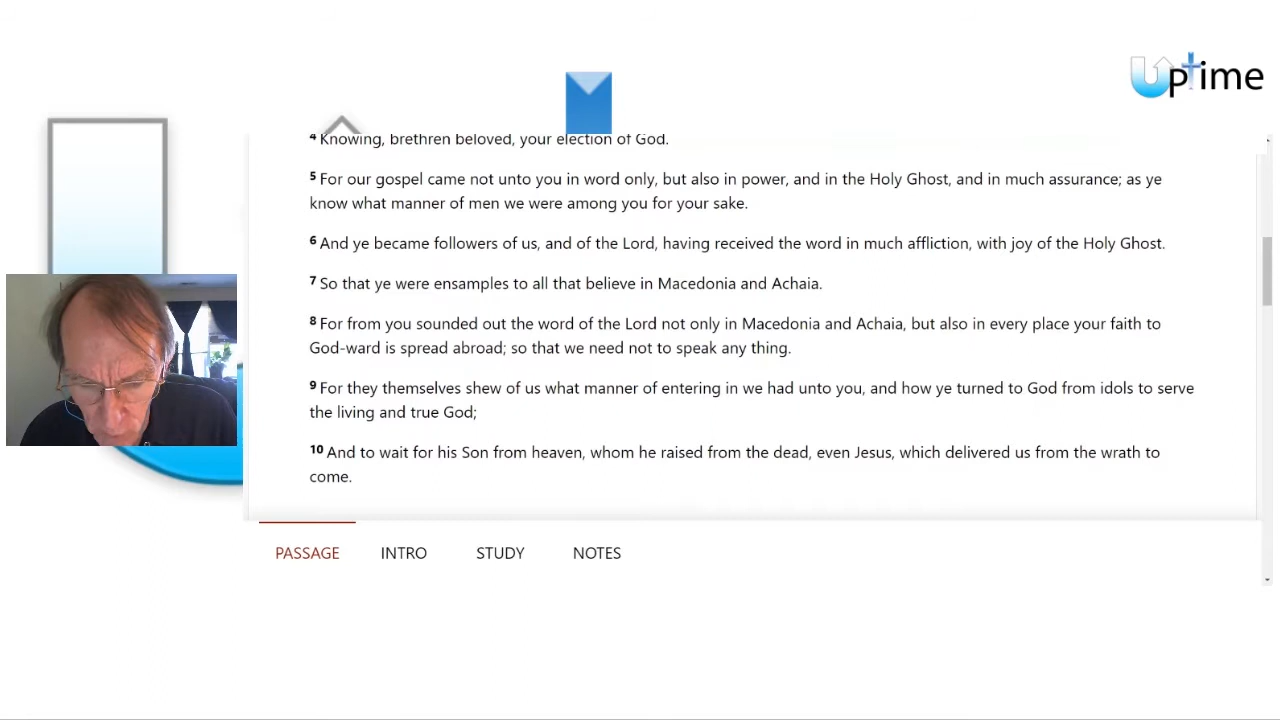 Uptime
4 Knowing, brethren beloved, your election of God.
5 For our gospel came not unto you in word only, but also in power, and in the Holy Ghost, and in much assurance; as ye
know what manner of men we were among you for your sake.
6 And ye became followers of us, and of the Lord, having received the word in much affliction, with joy of the Holy Ghost.
7 So that ye were ensamples to all that believe in Macedonia and Achaia.
8 For from you sounded out the word of the Lord not only in Macedonia and Achaia, but also in every place your faith to
God-ward is spread abroad; so that we need not to speak any thing.
9 For they themselves shew of us what manner of entering in we had unto you, and how ye turned to God from idols to serve
the living and true God;
10 And to wait for his Son from heaven, whom he raised from the dead, even Jesus, which delivered us from the wrath to
come.
PASSAGE INTRO STUDY NOTES